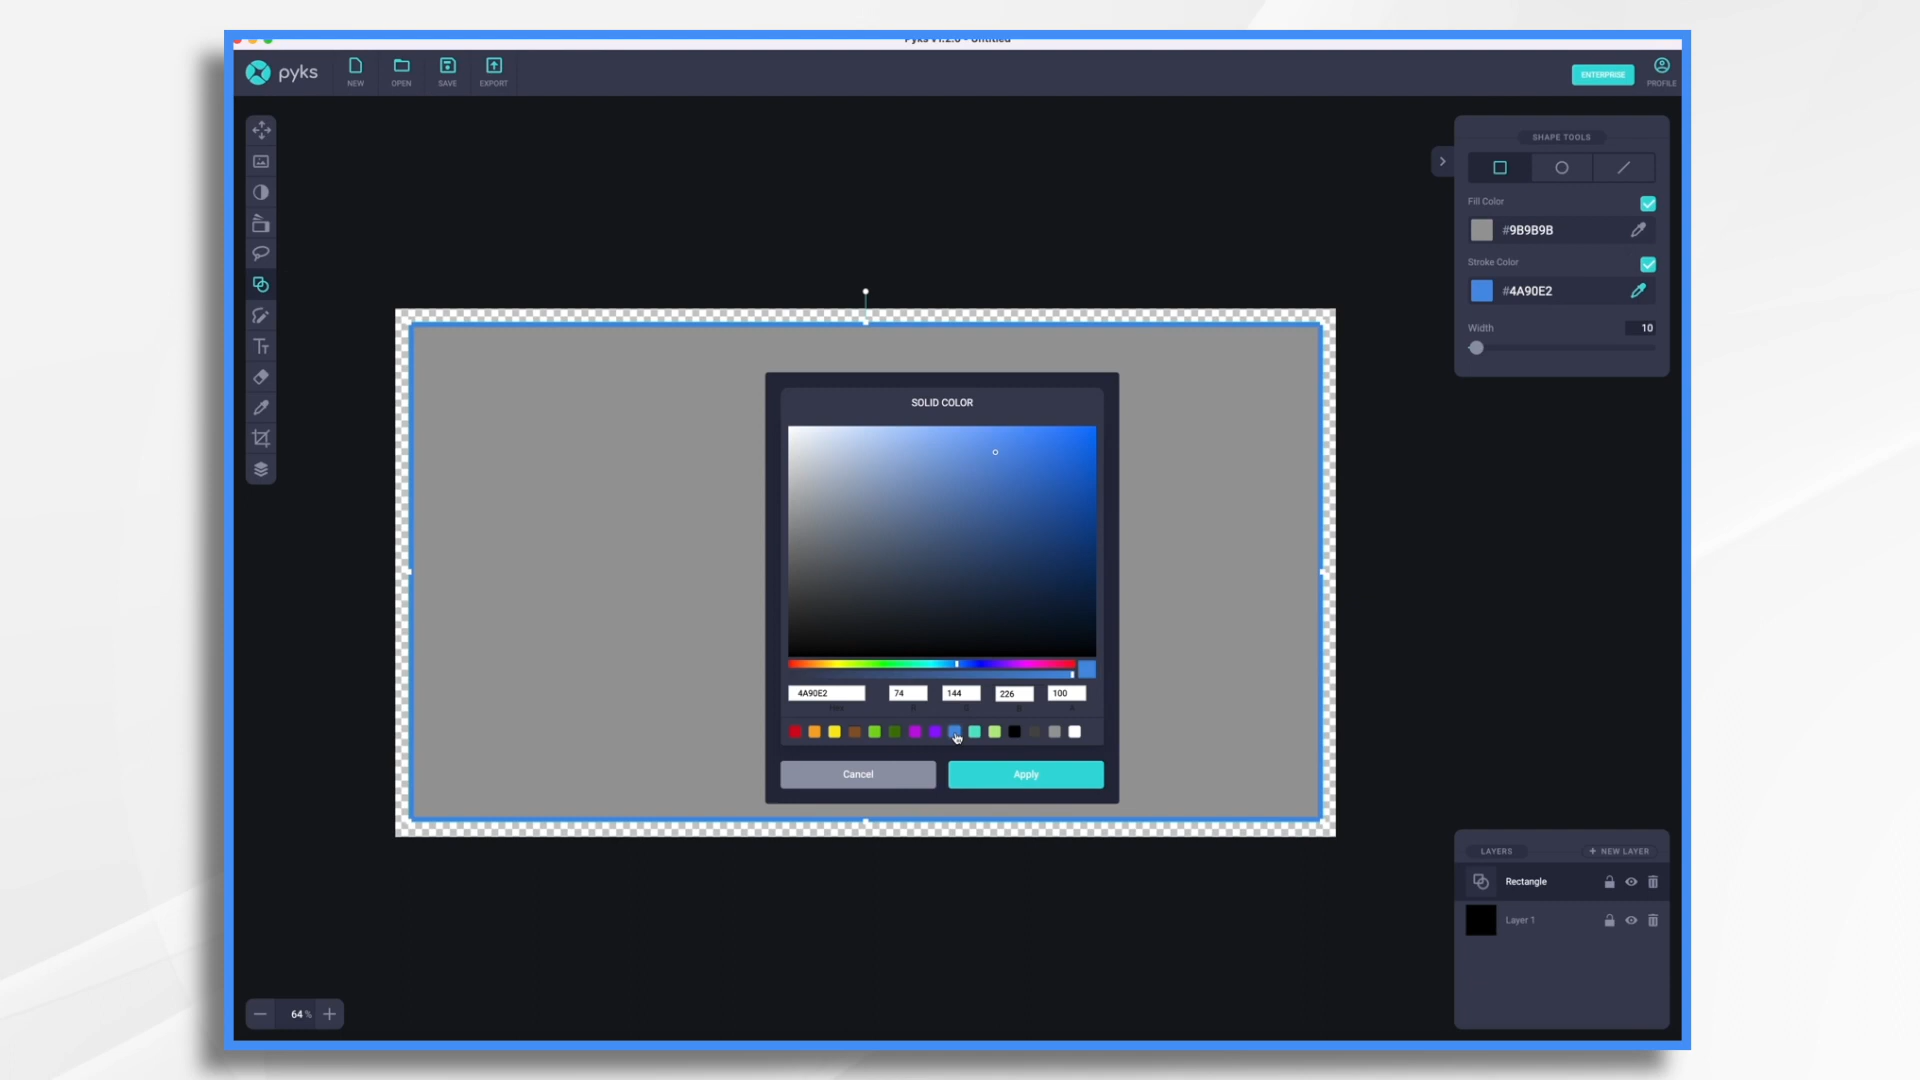 Pyks v1.2.0 - Untitled
pyks
NEW
OPEN
SAVE
EXPORT
ENTERPRISE
PROFILE
SHAPE TOOLS
Fill Color
#9B9B9B
Stroke Color
#4A90E2
Width
10
SOLID COLOR
4A90E2
74
144
226
100
Hex
R
G
B
A
Cancel
Apply
LAYERS
+ NEW LAYER
Rectangle
Layer 1
64 %